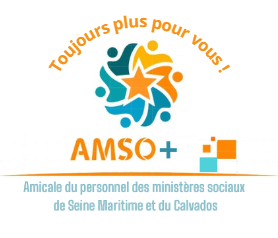 Toujours plus pour vous !
AMSO+
Amicale du personnel des ministères sociaux
de Seine Maritime et du Calvados